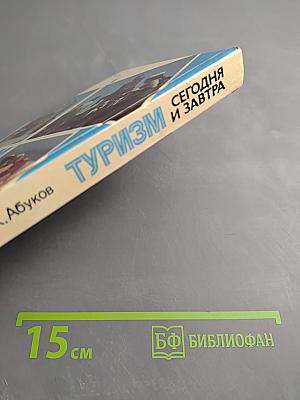 .Абуков
ТУРИЗМ
СЕГОДНЯ
И ЗАВТРА
15 см
БФ БИБЛИОФАН